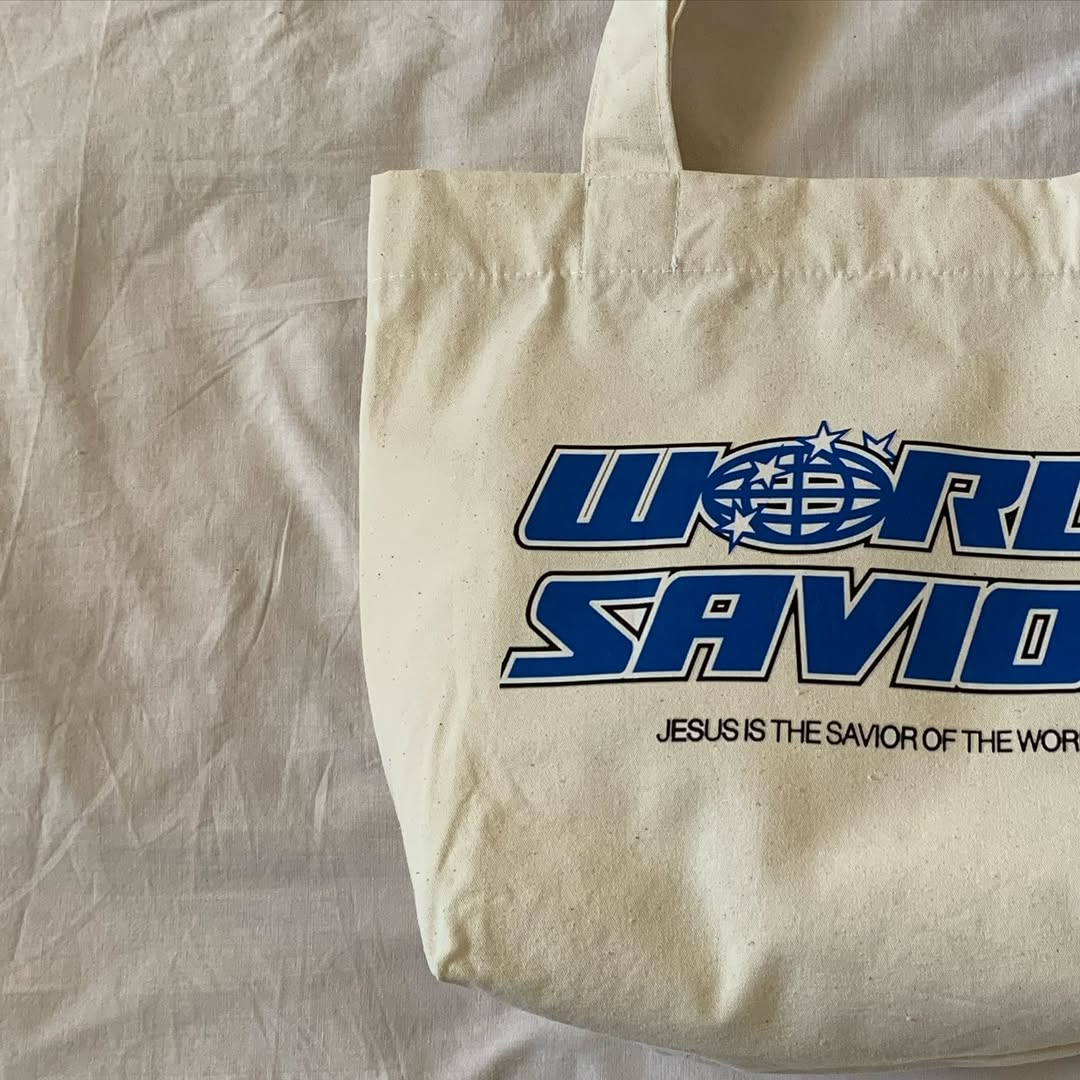 WORL
SAVIO
JESUS IS THE SAVIOR OF THE WOR